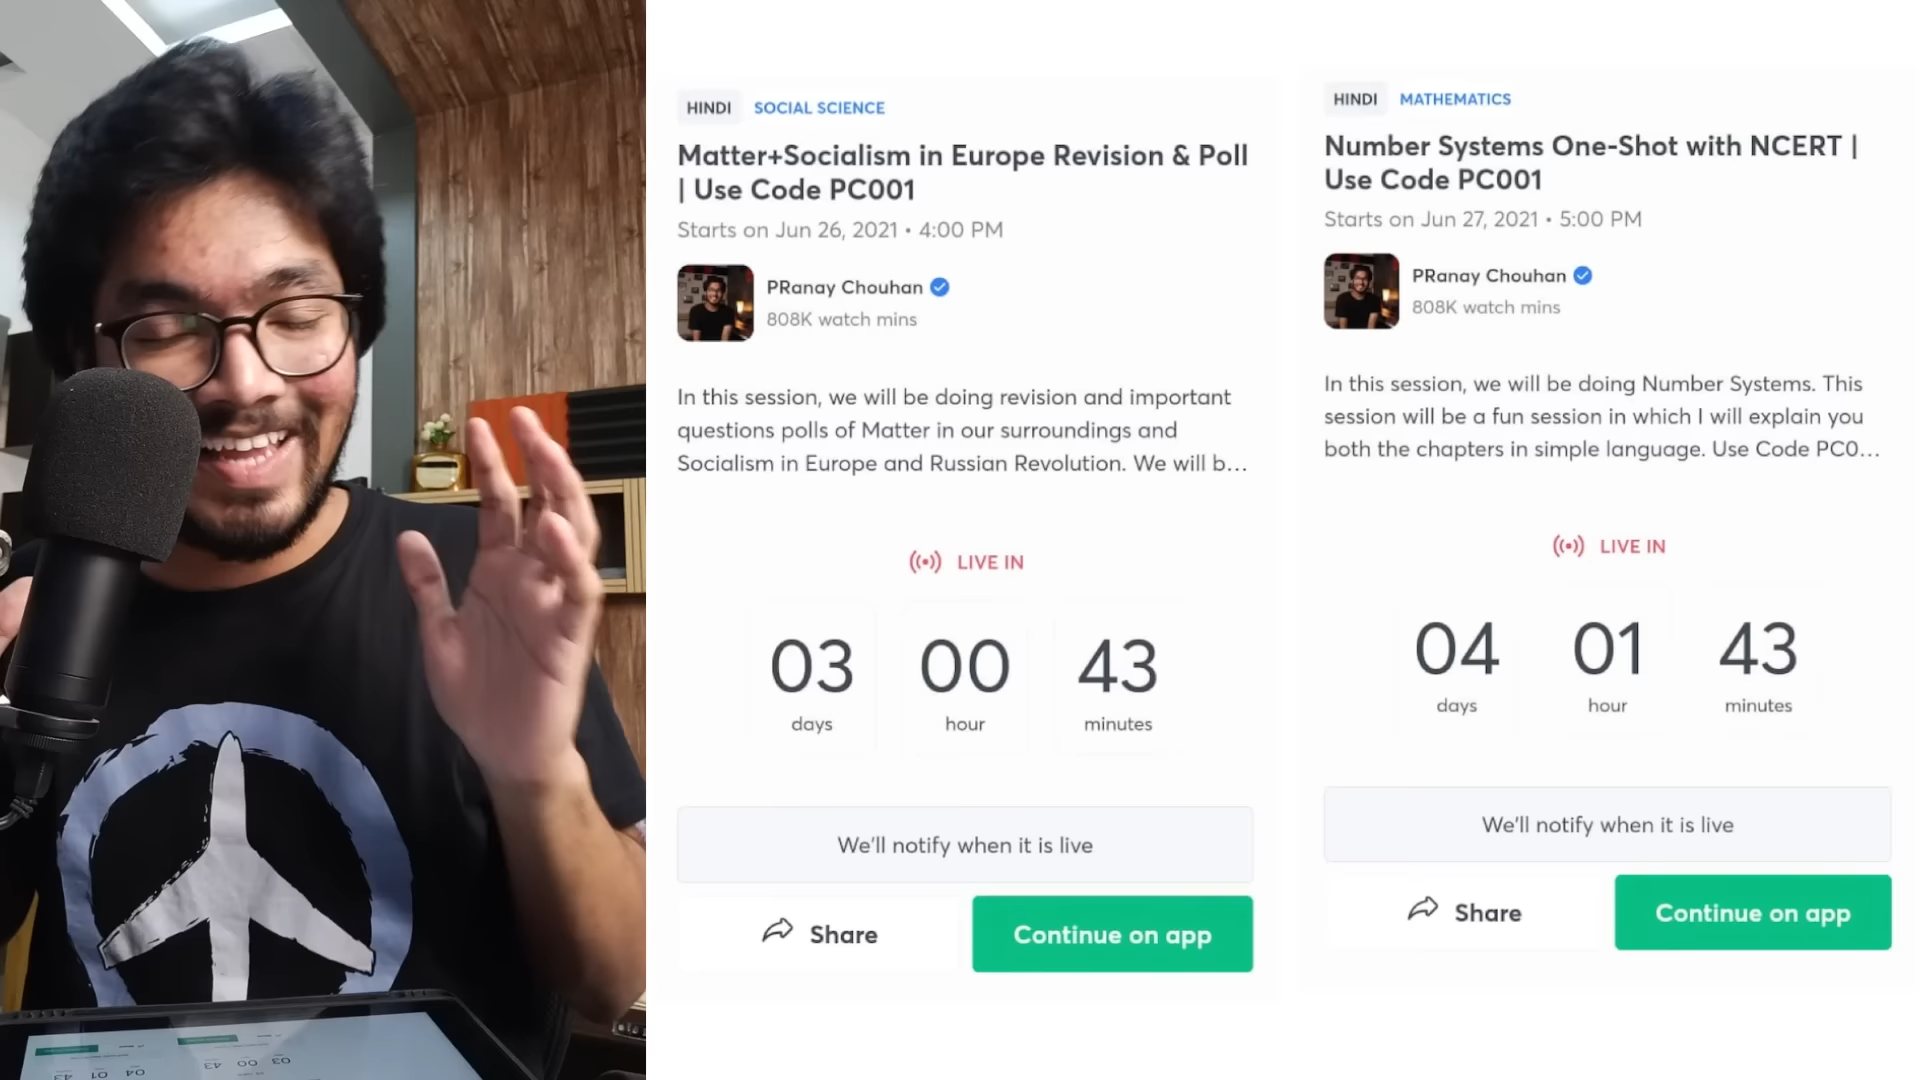 HINDI SOCIAL SCIENCE
Matter+Socialism in Europe Revision & Poll
| Use Code PC001
Starts on Jun 26, 2021 • 4:00 PM
PRanay Chouhan
808K watch mins
In this session, we will be doing revision and important
questions polls of Matter in our surroundings and
Socialism in Europe and Russian Revolution. We will b...
LIVE IN
03 00 43
days hour minutes
We'll notify when it is live
Share Continue on app
HINDI MATHEMATICS
Number Systems One-Shot with NCERT |
Use Code PC001
Starts on Jun 27, 2021 • 5:00 PM
PRanay Chouhan
808K watch mins
In this session, we will be doing Number Systems. This
session will be a fun session in which I will explain you
both the chapters in simple language. Use Code PC0...
LIVE IN
04 01 43
days hour minutes
We'll notify when it is live
Share Continue on app
03 00 43
04 01 43